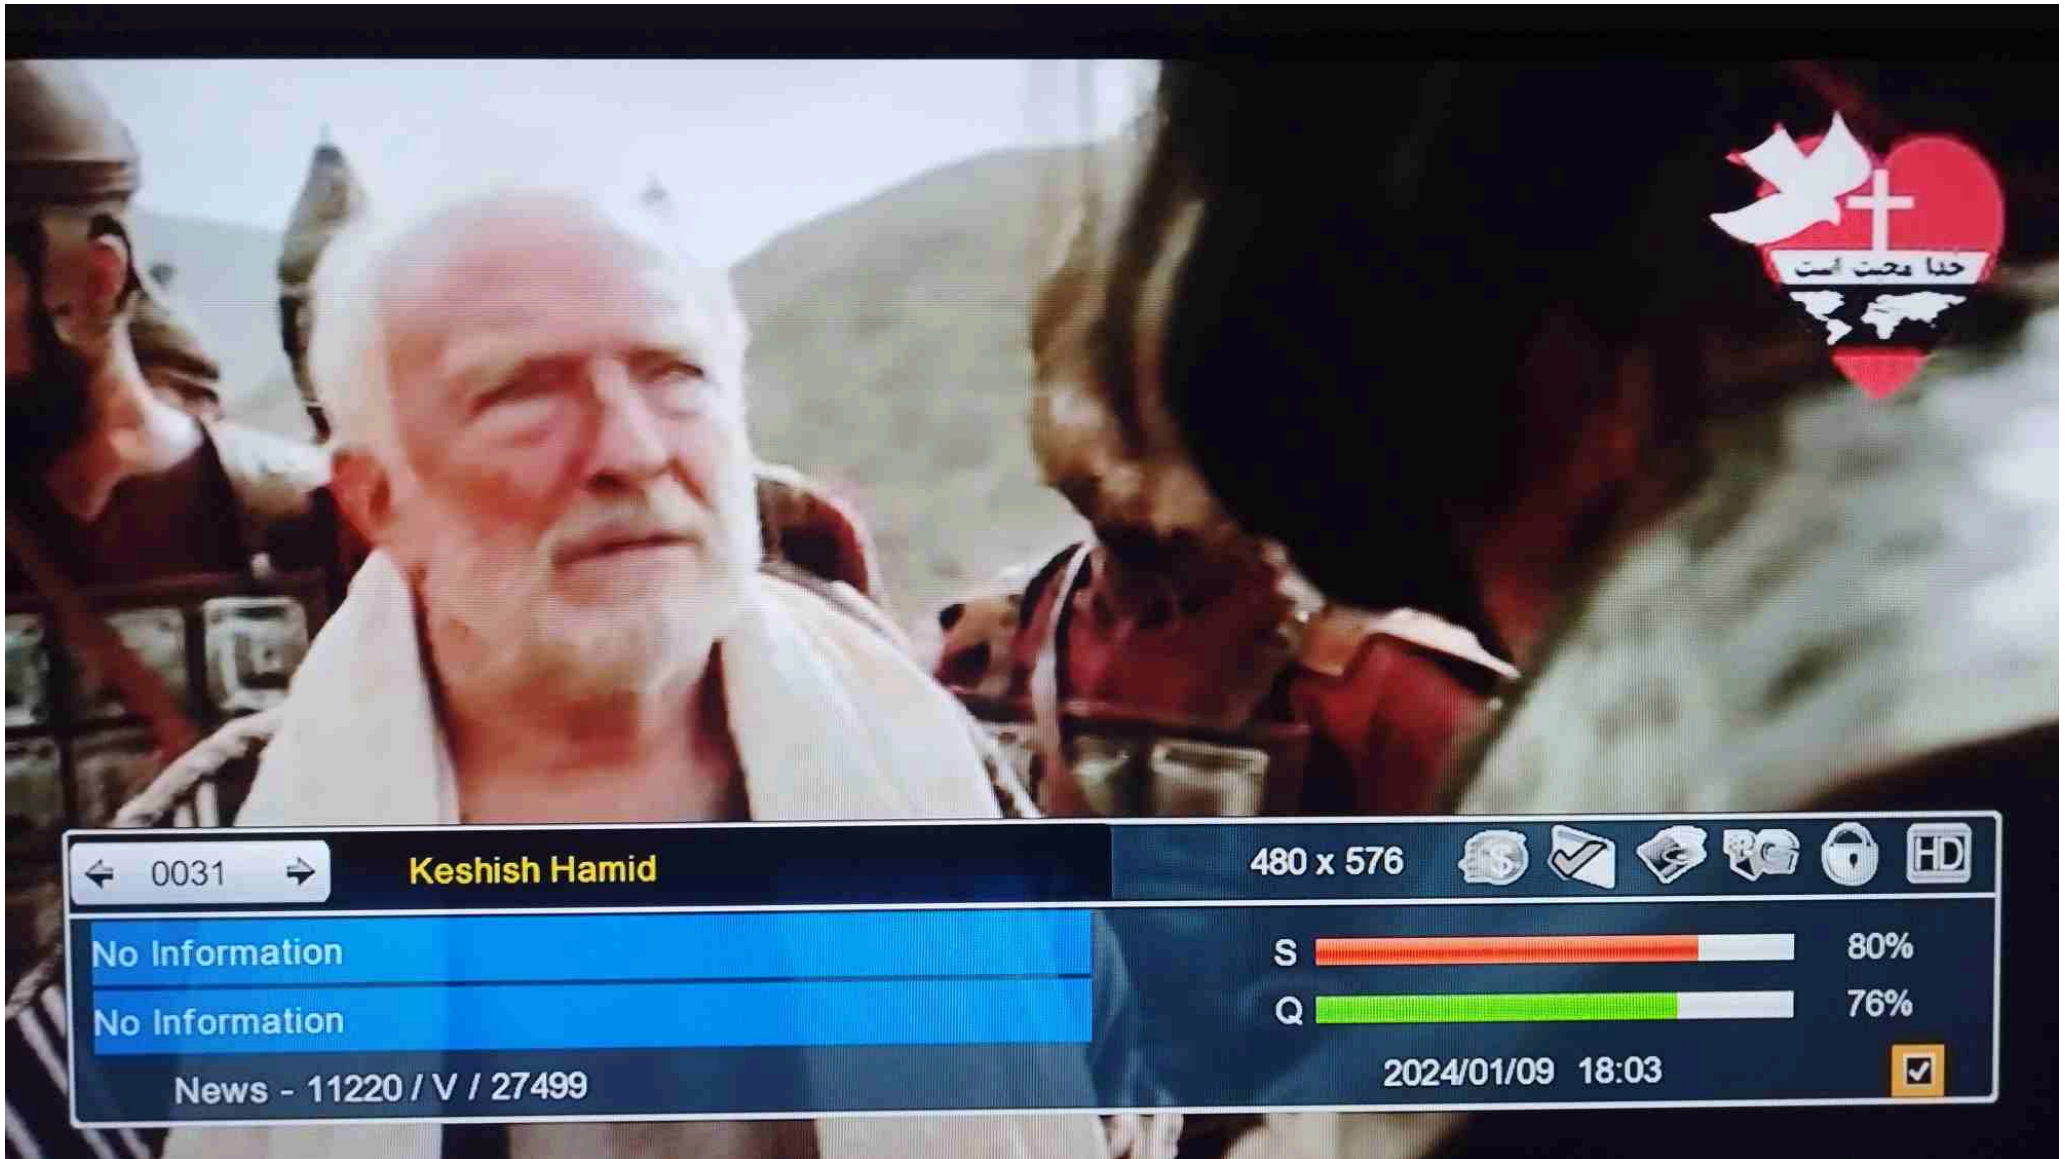 خدا محبت است
0031
Keshish Hamid
480 x 576
HD
No Information
S 80%
No Information
Q 76%
News - 11220 / V / 27499
2024/01/09 18:03